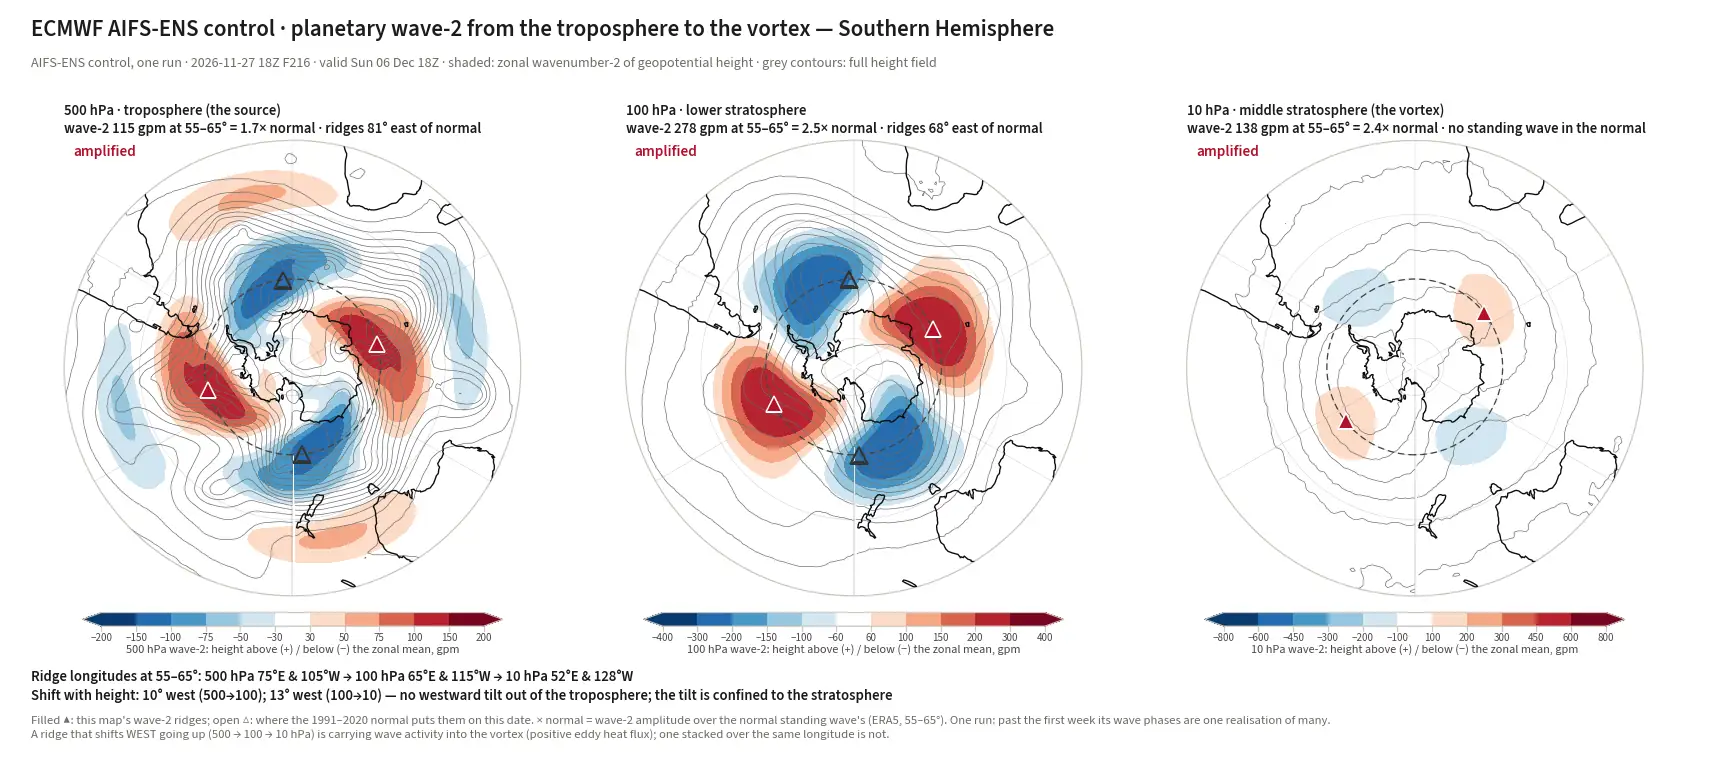 ECMWF AIFS-ENS control · planetary wave-2 from the troposphere to the vortex — Southern Hemisphere
AIFS-ENS control, one run · 2026-11-27 18Z F216 · valid Sun 06 Dec 18Z · shaded: zonal wavenumber-2 of geopotential height · grey contours: full height field
500 hPa · troposphere (the source)
wave-2 115 gpm at 55–65° = 1.7× normal · ridges 81° east of normal
amplified
100 hPa · lower stratosphere
wave-2 278 gpm at 55–65° = 2.5× normal · ridges 68° east of normal
amplified
10 hPa · middle stratosphere (the vortex)
wave-2 138 gpm at 55–65° = 2.4× normal · no standing wave in the normal
amplified
−200 −150 −100 −75 −50 −30 30 50 75 100 150 200
500 hPa wave-2: height above (+) / below (−) the zonal mean, gpm
−400 −300 −200 −150 −100 −60 60 100 150 200 300 400
100 hPa wave-2: height above (+) / below (−) the zonal mean, gpm
−800 −600 −450 −300 −200 −100 100 200 300 450 600 800
10 hPa wave-2: height above (+) / below (−) the zonal mean, gpm
Ridge longitudes at 55–65°: 500 hPa 75°E & 105°W → 100 hPa 65°E & 115°W → 10 hPa 52°E & 128°W
Shift with height: 10° west (500→100); 13° west (100→10) — no westward tilt out of the troposphere; the tilt is confined to the stratosphere
Filled ▲: this map's wave-2 ridges; open △: where the 1991–2020 normal puts them on this date. × normal = wave-2 amplitude over the normal standing wave's (ERA5, 55–65°). One run: past the first week its wave phases are one realisation of many.
A ridge that shifts WEST going up (500 → 100 → 10 hPa) is carrying wave activity into the vortex (positive eddy heat flux); one stacked over the same longitude is not.